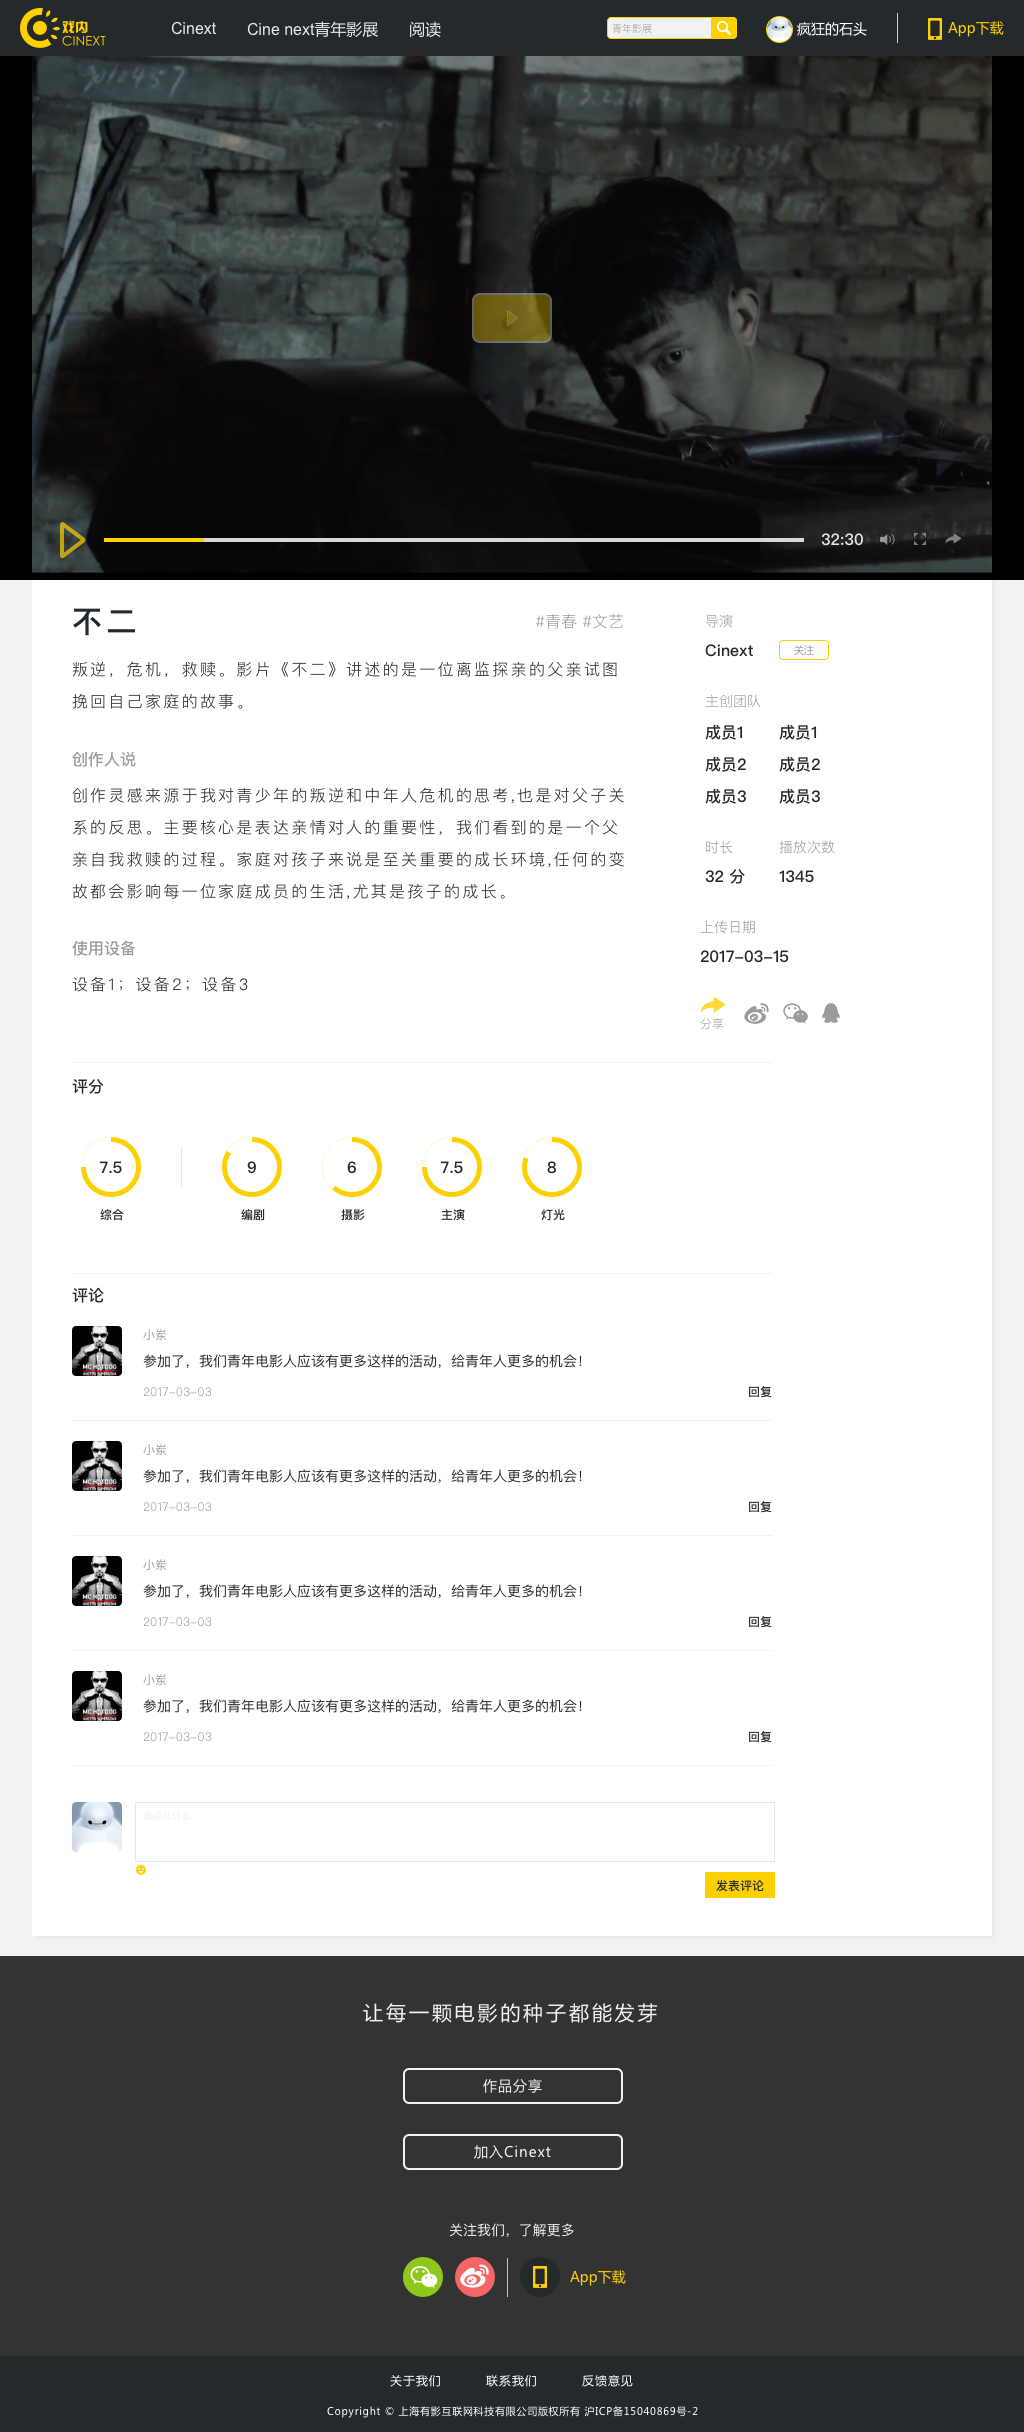 戏内
CINEXT
Cinext
Cine next青年影展
阅读
青年影展
疯狂的石头
App下载
32:30
不二
#青春 #文艺
叛逆，危机，救赎。影片《不二》讲述的是一位离监探亲的父亲试图
挽回自己家庭的故事。
创作人说
创作灵感来源于我对青少年的叛逆和中年人危机的思考,也是对父子关
系的反思。主要核心是表达亲情对人的重要性，我们看到的是一个父
亲自我救赎的过程。家庭对孩子来说是至关重要的成长环境,任何的变
故都会影响每一位家庭成员的生活,尤其是孩子的成长。
使用设备
设备1；设备2；设备3
导演
Cinext
关注
主创团队
成员1 成员1
成员2 成员2
成员3 成员3
时长 播放次数
32 分 1345
上传日期
2017-03-15
分享
评分
7.5 9 6 7.5 8
综合 编剧 摄影 主演 灯光
评论
小崇
参加了，我们青年电影人应该有更多这样的活动，给青年人更多的机会！
2017-03-03
回复
小崇
参加了，我们青年电影人应该有更多这样的活动，给青年人更多的机会！
2017-03-03
回复
小崇
参加了，我们青年电影人应该有更多这样的活动，给青年人更多的机会！
2017-03-03
回复
小崇
参加了，我们青年电影人应该有更多这样的活动，给青年人更多的机会！
2017-03-03
回复
说点儿什么...
发表评论
让每一颗电影的种子都能发芽
作品分享
加入Cinext
关注我们，了解更多
App下载
关于我们 联系我们 反馈意见
Copyright © 上海有影互联网科技有限公司版权所有 沪ICP备15040869号-2